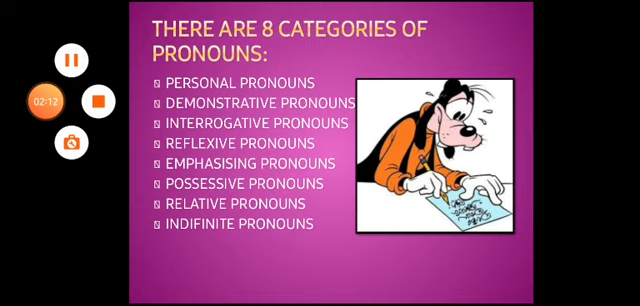 THERE ARE 8 CATEGORIES OF
PRONOUNS:
PERSONAL PRONOUNS
DEMONSTRATIVE PRONOUNS
INTERROGATIVE PRONOUNS
REFLEXIVE PRONOUNS
EMPHASISING PRONOUNS
POSSESSIVE PRONOUNS
RELATIVE PRONOUNS
INDIFINITE PRONOUNS
02:12